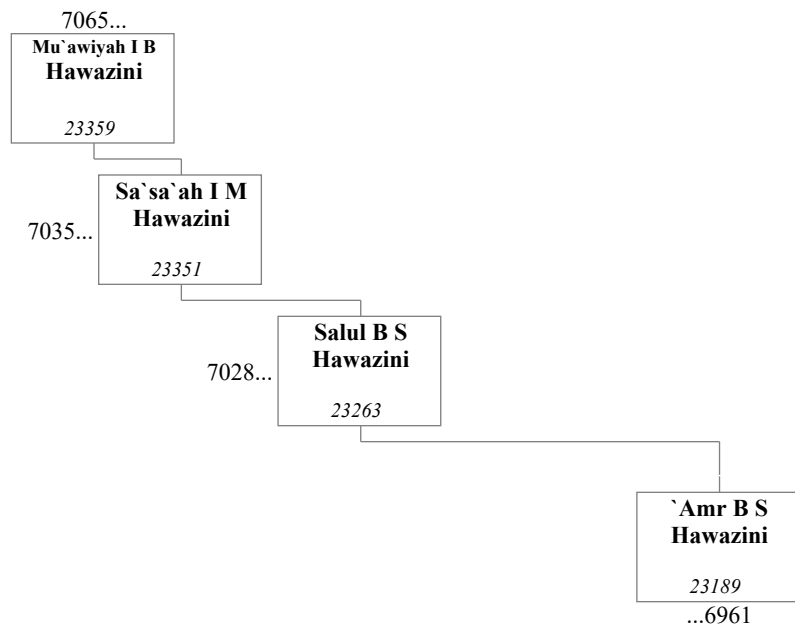 7065...
Mu`awiyah I B
Hawazini
23359
Sa`sa`ah I M
Hawazini
7035...
23351
Salul B S
Hawazini
7028...
23263
`Amr B S
Hawazini
23189
...6961